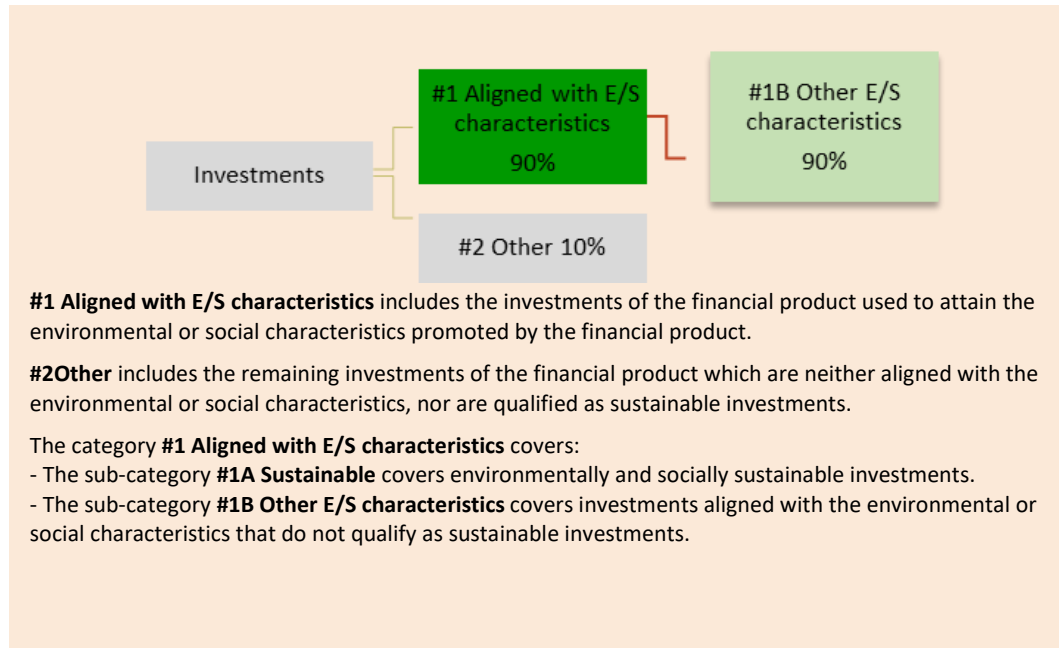 #1 Aligned with E/S
characteristics
90%
#1B Other E/S
characteristics
90%
Investments
#2 Other 10%
#1 Aligned with E/S characteristics includes the investments of the financial product used to attain the
environmental or social characteristics promoted by the financial product.
#2Other includes the remaining investments of the financial product which are neither aligned with the
environmental or social characteristics, nor are qualified as sustainable investments.
The category #1 Aligned with E/S characteristics covers:
- The sub-category #1A Sustainable covers environmentally and socially sustainable investments.
- The sub-category #1B Other E/S characteristics covers investments aligned with the environmental or
social characteristics that do not qualify as sustainable investments.